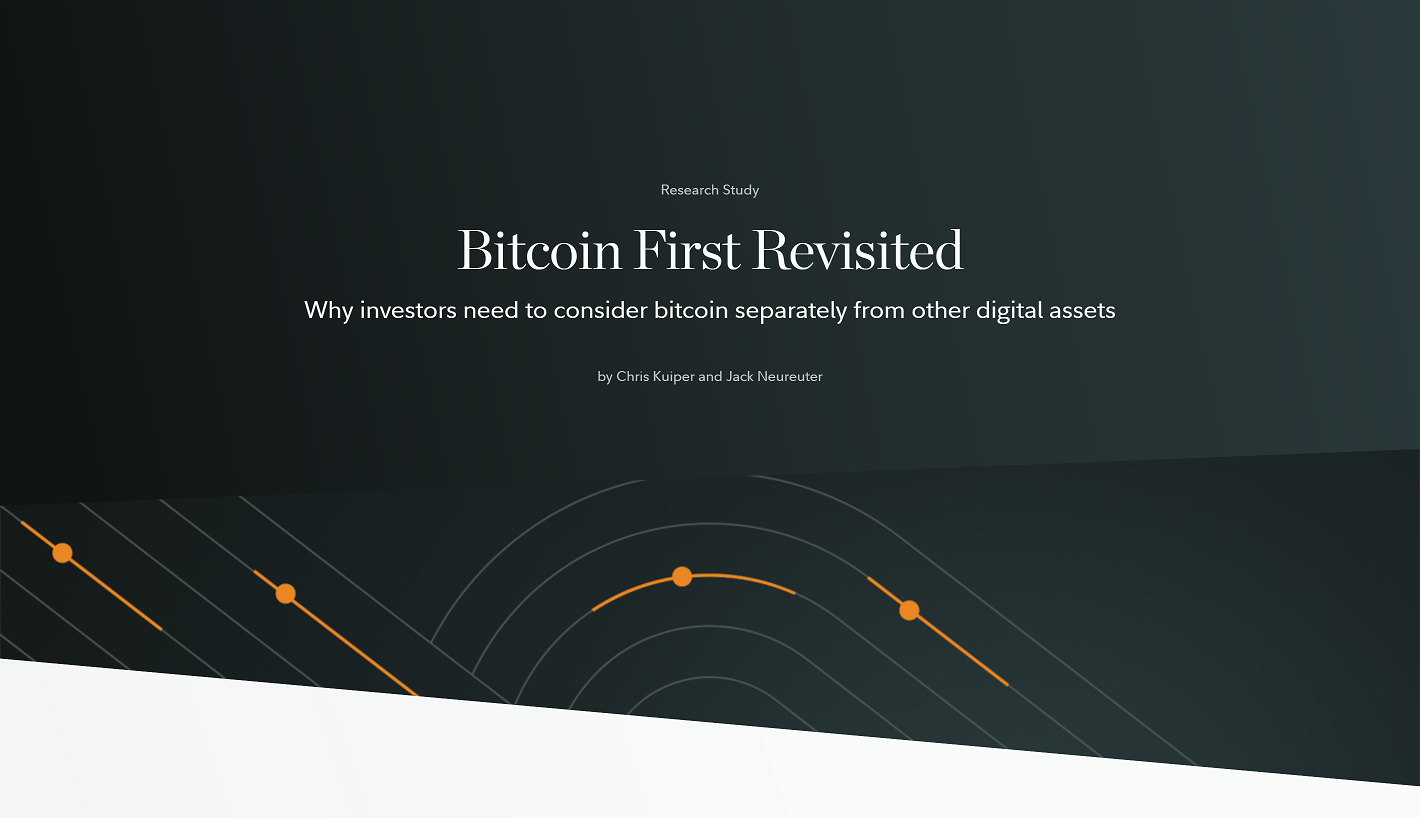 Research Study
Bitcoin First Revisited
Why investors need to consider bitcoin separately from other digital assets
by Chris Kuiper and Jack Neureuter